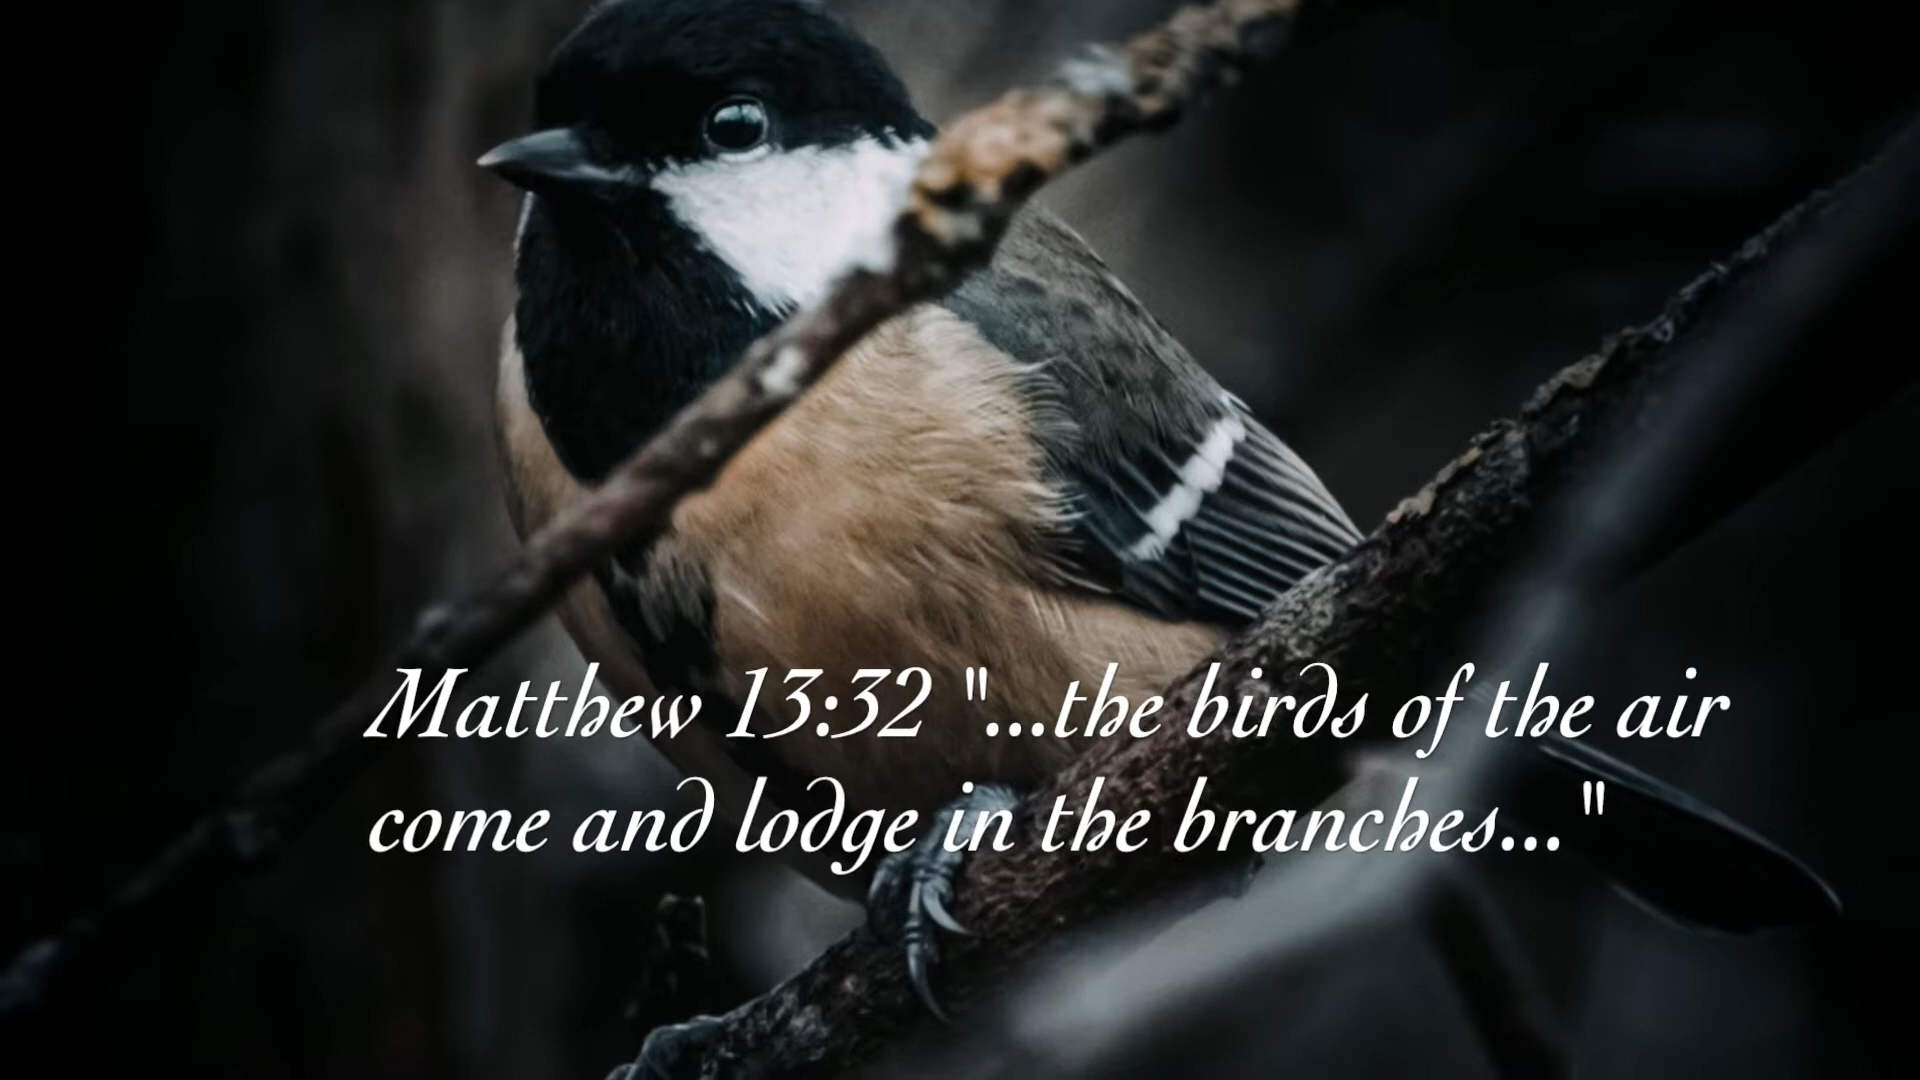 Matthew 13:32 "...the birds of the air
come and lodge in the branches..."